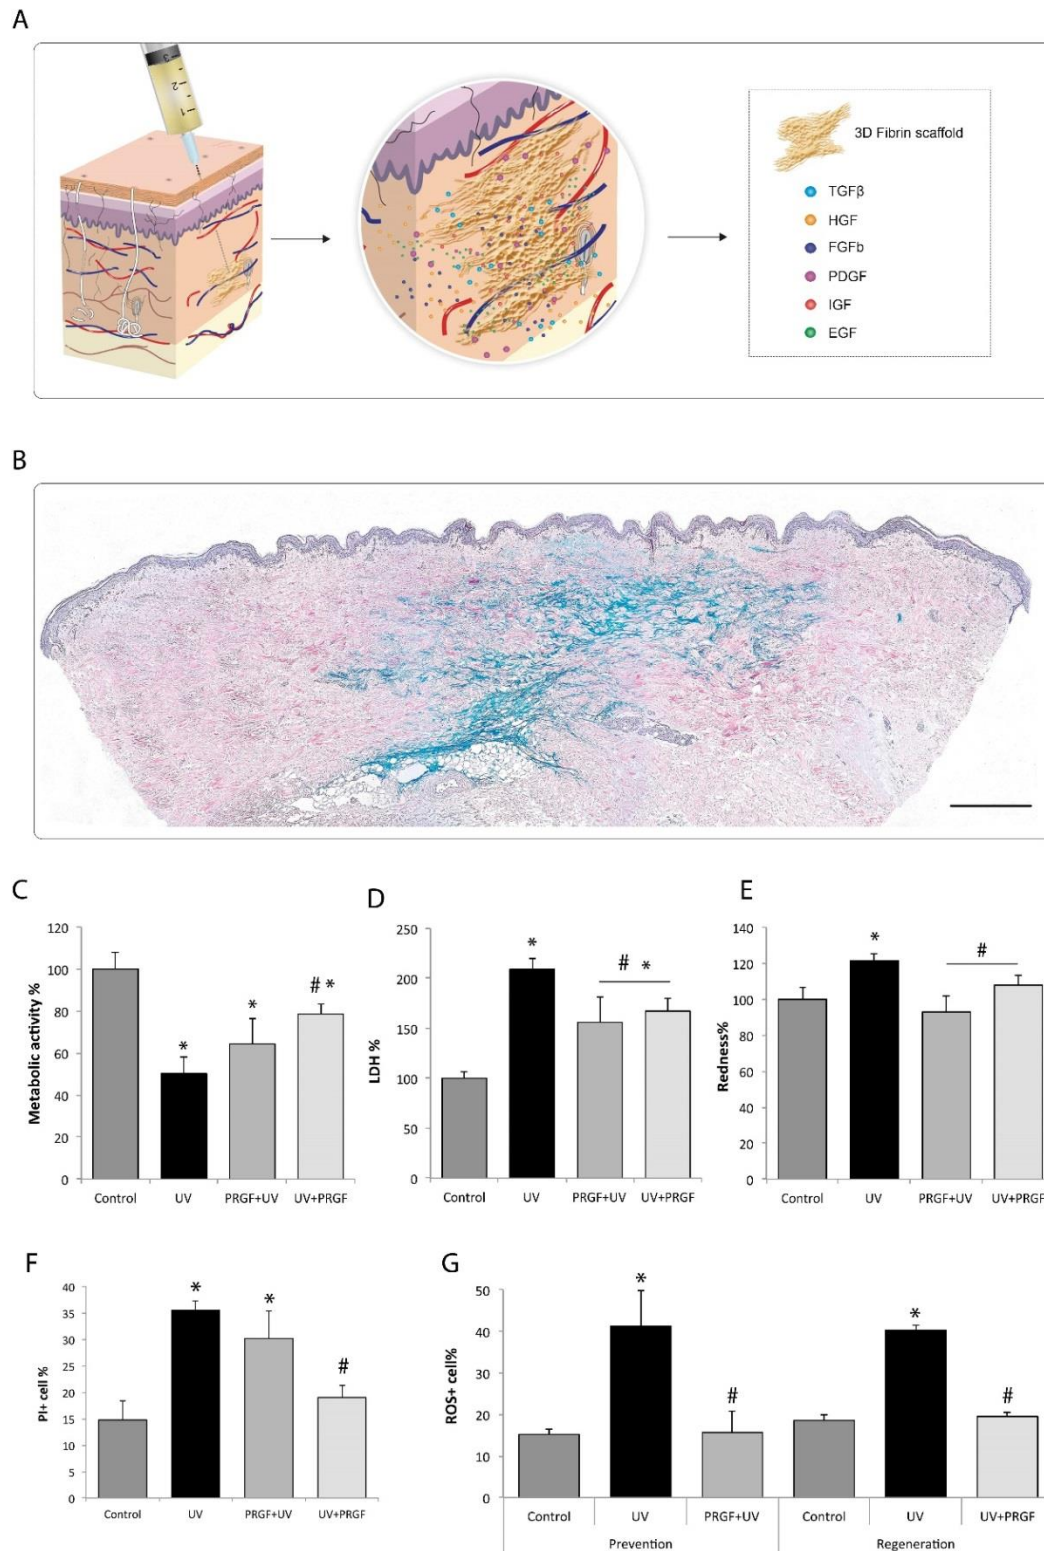 A
3
2
1
3D Fibrin scaffold
TGFβ
HGF
FGFb
PDGF
IGF
EGF
B
C
Metabolic activity %
120
100
80
60
40
20
0
*
*
# *
Control UV PRGF+UV UV+PRGF
D
LDH %
250
200
150
100
50
0
*
# *
Control UV PRGF+UV UV+PRGF
E
Redness%
140
120
100
80
60
40
20
0
*
#
Control UV PRGF+UV UV+PRGF
F
PI+ cell %
40
35
30
25
20
15
10
5
0
*
*
#
Control UV PRGF+UV UV+PRGF
G
ROS+ cell%
50
40
30
20
10
0
*
#
*
#
Control UV PRGF+UV Control UV UV+PRGF
Prevention Regeneration